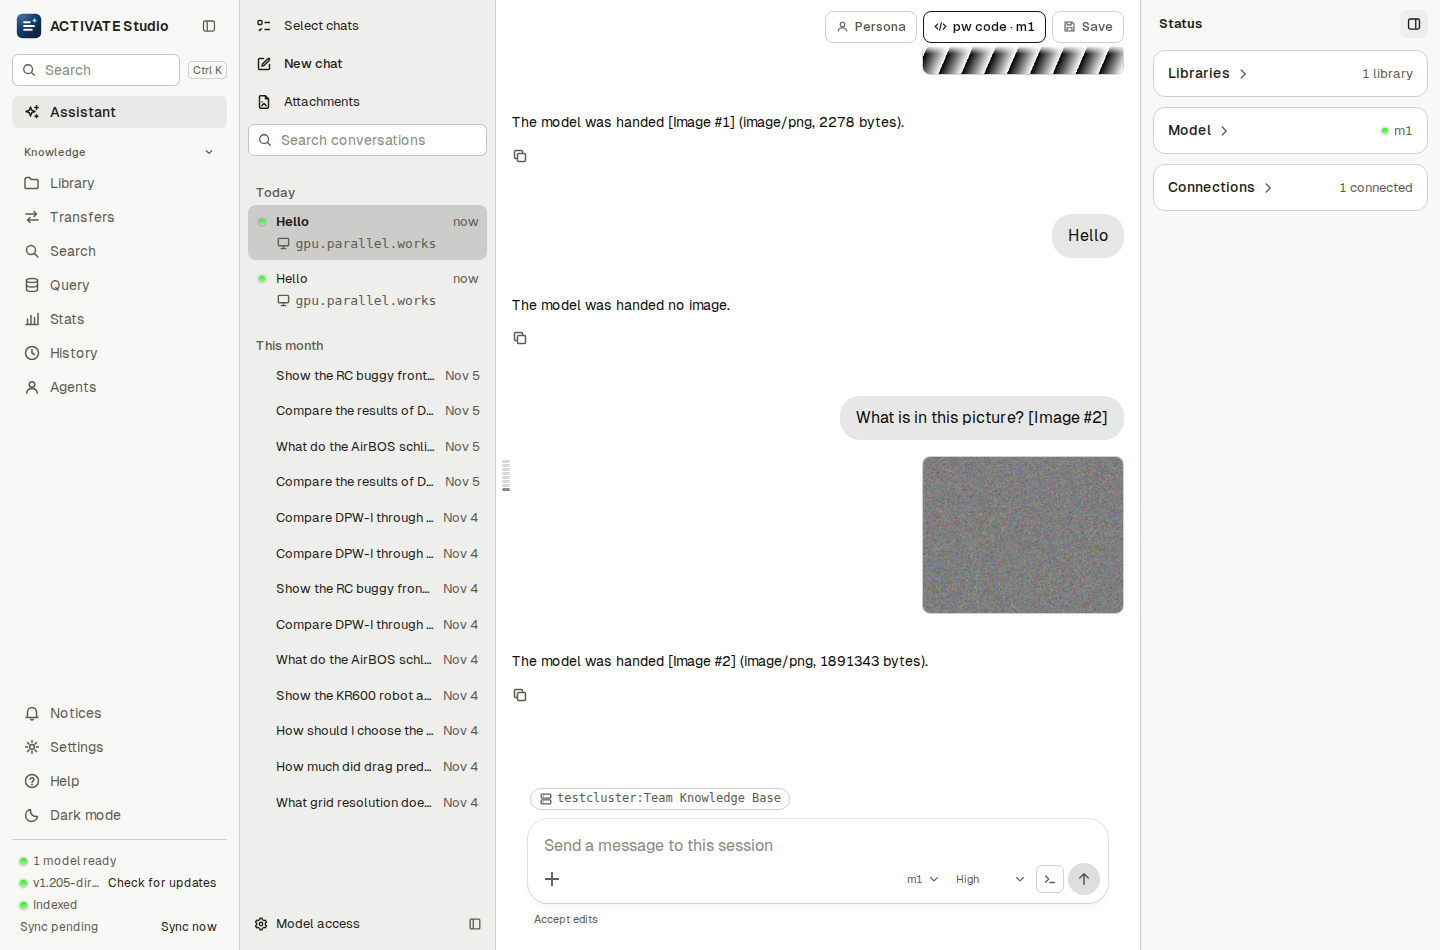 ACTIVATE Studio
Search
Ctrl K
Assistant
Knowledge
Library
Transfers
Search
Query
Stats
History
Agents
Notices
Settings
Help
Dark mode
1 model ready
v1.205-dir... Check for updates
Indexed
Sync pending Sync now
Select chats
New chat
Attachments
Search conversations
Today
Hello now
gpu.parallel.works
Hello now
gpu.parallel.works
This month
Show the RC buggy front... Nov 5
Compare the results of D... Nov 5
What do the AirBOS schli... Nov 5
Compare the results of D... Nov 5
Compare DPW-I through ... Nov 4
Compare DPW-I through ... Nov 4
Show the RC buggy fron... Nov 4
Compare DPW-I through ... Nov 4
What do the AirBOS schl... Nov 4
Show the KR600 robot a... Nov 4
How should I choose the ... Nov 4
How much did drag pred... Nov 4
What grid resolution doe... Nov 4
Model access
Persona
pw code · m1
Save
The model was handed [Image #1] (image/png, 2278 bytes).
Hello
The model was handed no image.
What is in this picture? [Image #2]
The model was handed [Image #2] (image/png, 1891343 bytes).
testcluster:Team Knowledge Base
Send a message to this session
m1 High
Accept edits
Status
Libraries 1 library
Model m1
Connections 1 connected